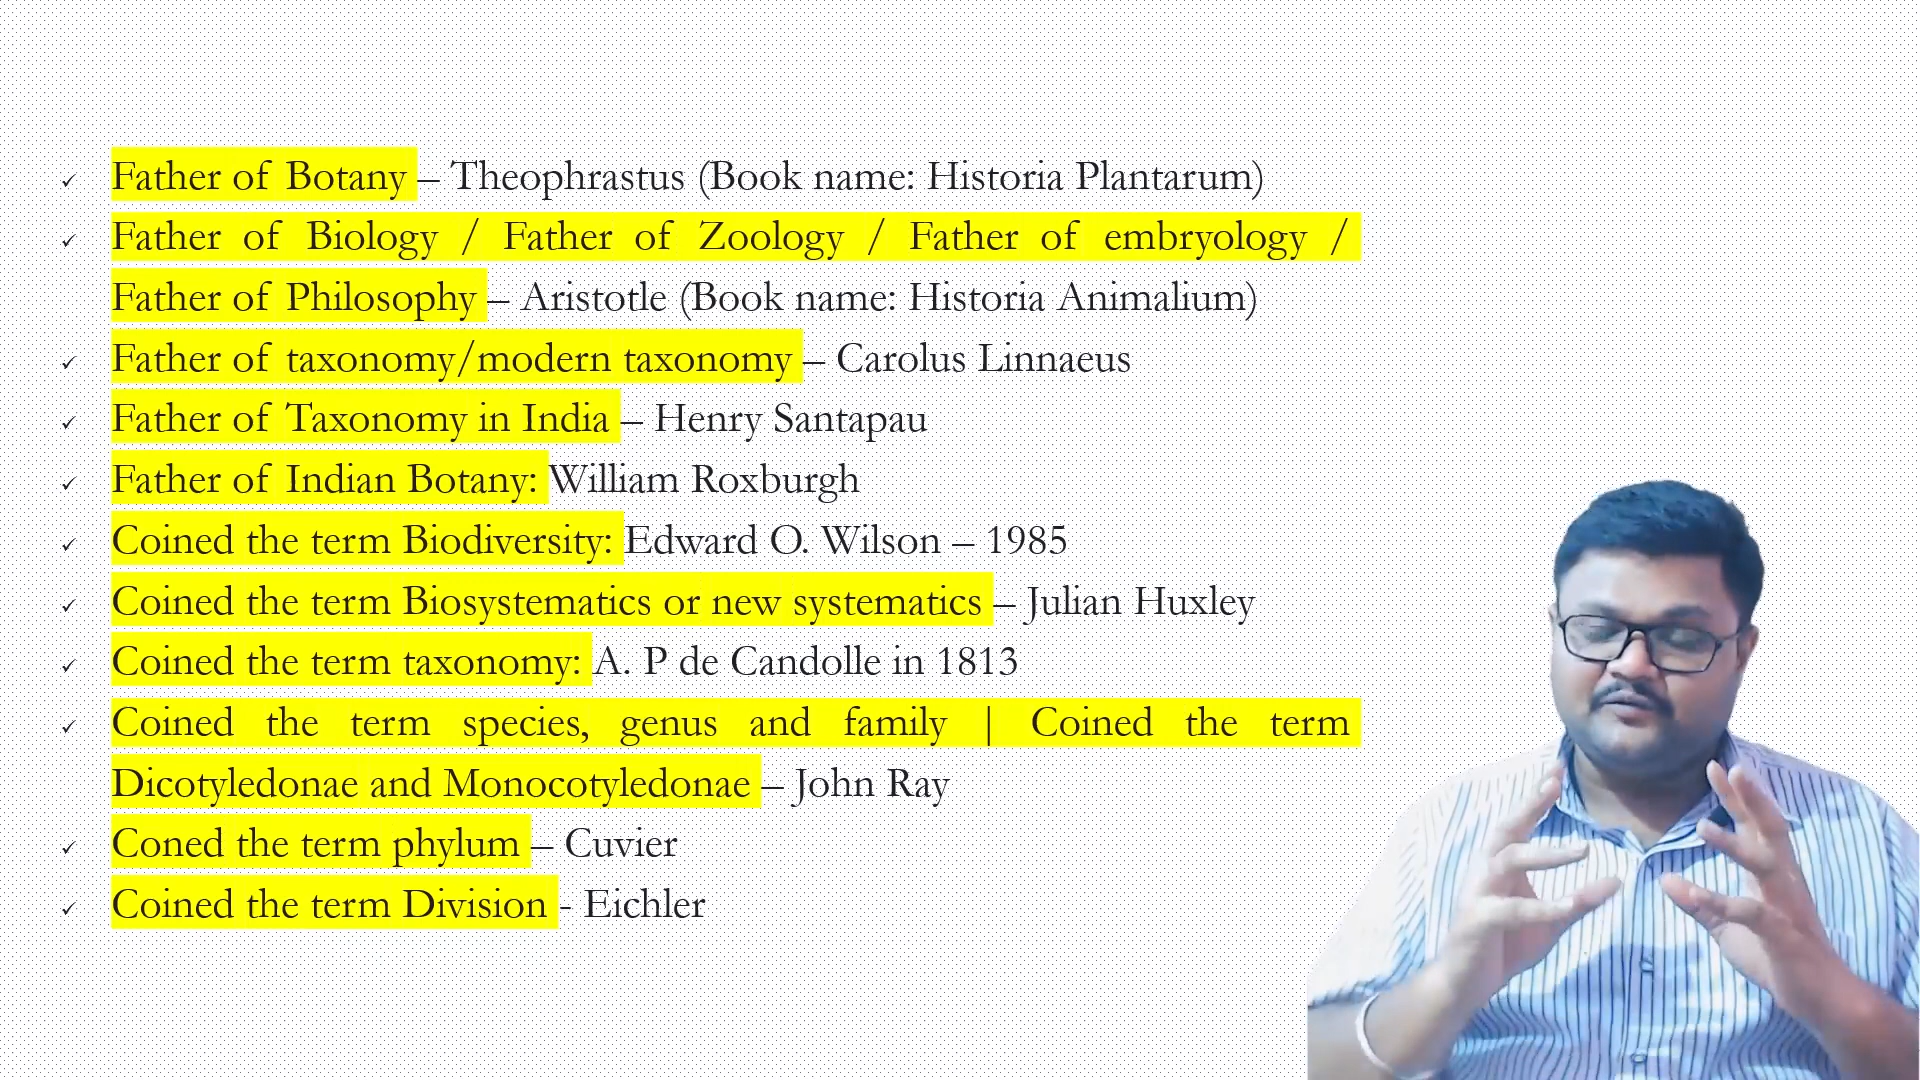 ✓ Father of Botany – Theophrastus (Book name: Historia Plantarum)
✓ Father of Biology / Father of Zoology / Father of embryology /
Father of Philosophy – Aristotle (Book name: Historia Animalium)
✓ Father of taxonomy/modern taxonomy – Carolus Linnaeus
✓ Father of Taxonomy in India – Henry Santapau
✓ Father of Indian Botany: William Roxburgh
✓ Coined the term Biodiversity: Edward O. Wilson – 1985
✓ Coined the term Biosystematics or new systematics – Julian Huxley
✓ Coined the term taxonomy: A. P de Candolle in 1813
✓ Coined the term species, genus and family | Coined the term
Dicotyledonae and Monocotyledonae – John Ray
✓ Coned the term phylum – Cuvier
✓ Coined the term Division - Eichler